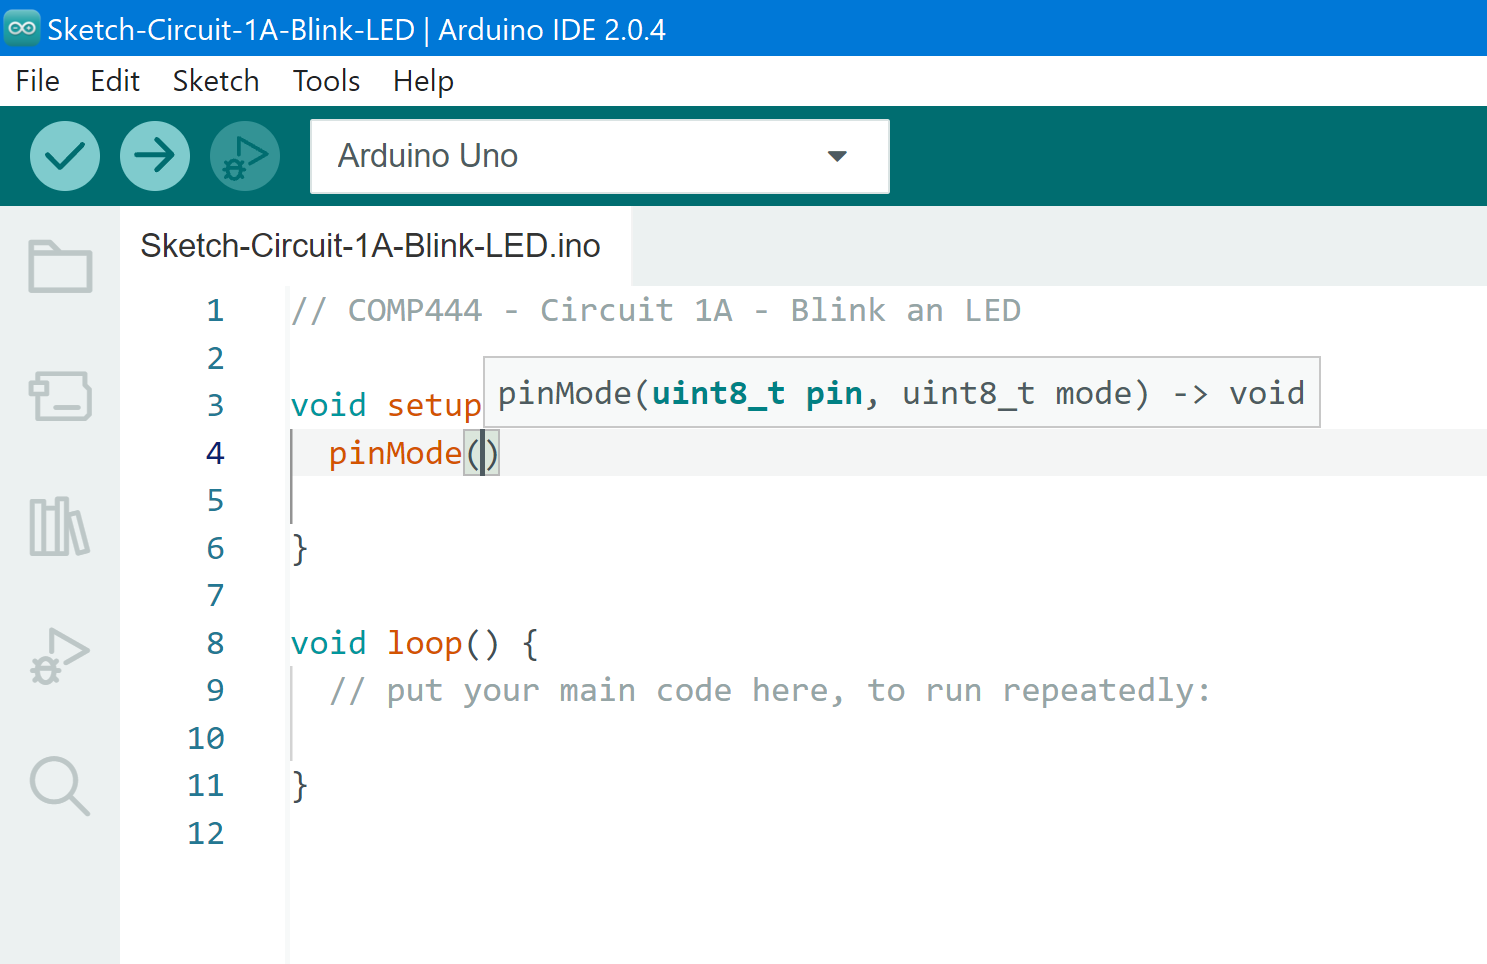 Sketch-Circuit-1A-Blink-LED | Arduino IDE 2.0.4
File Edit Sketch Tools Help
Arduino Uno
Sketch-Circuit-1A-Blink-LED.ino
1 // COMP444 - Circuit 1A - Blink an LED
2
pinMode(uint8_t pin, uint8_t mode) -> void
3 void setup
4 pinMode()
5
6 }
7
8 void loop() {
9 // put your main code here, to run repeatedly:
10
11 }
12